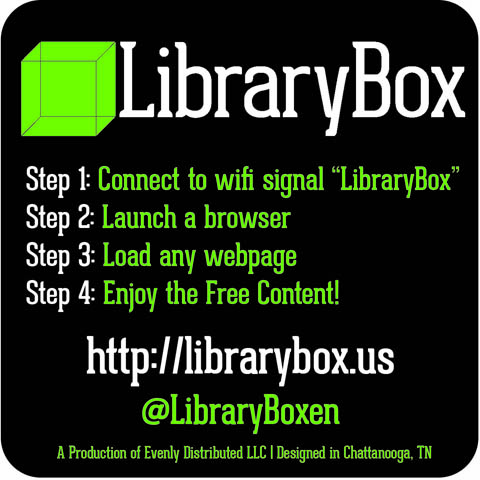 LibraryBox
Step 1: Connect to wifi signal “LibraryBox”
Step 2: Launch a browser
Step 3: Load any webpage
Step 4: Enjoy the Free Content!
http://librarybox.us
@LibraryBoxen
A Production of Evenly Distributed LLC | Designed in Chattanooga, TN